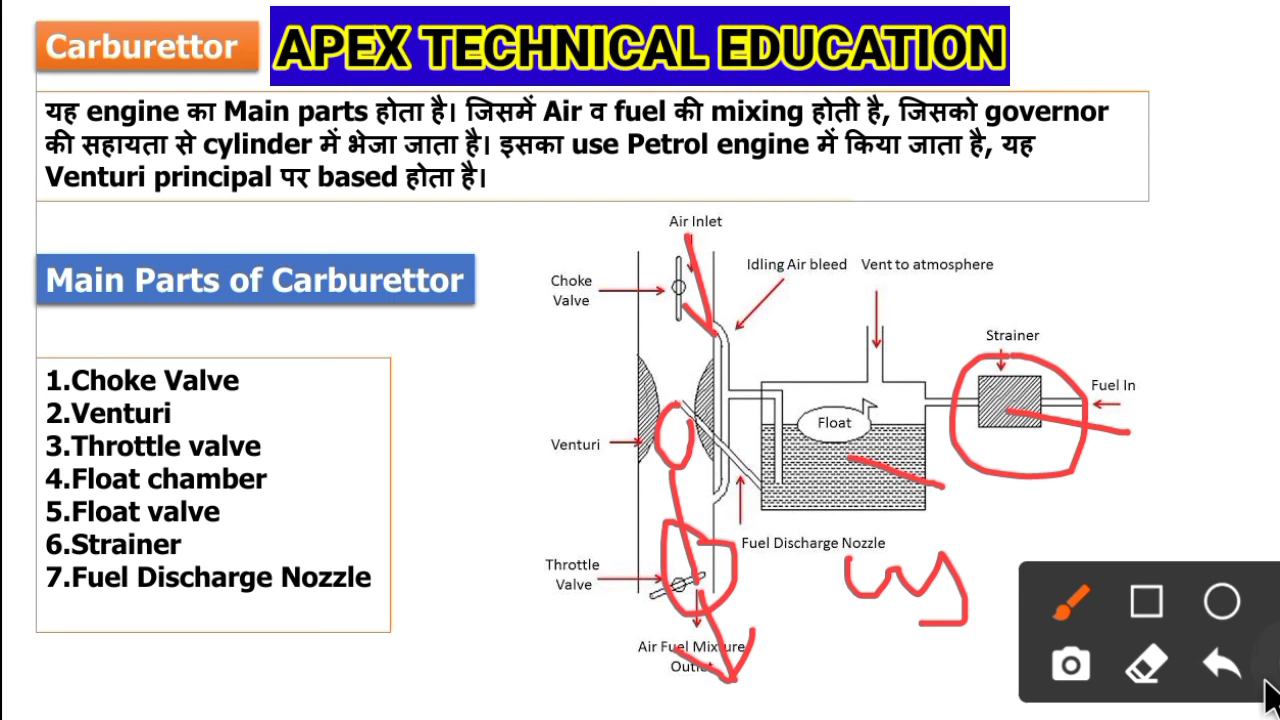 Carburettor
APEX TECHNICAL EDUCATION
यह engine का Main parts होता है। जिसमें Air व fuel की mixing होती है, जिसको governor
की सहायता से cylinder में भेजा जाता है। इसका use Petrol engine में किया जाता है, यह
Venturi principal पर based होता है।
Main Parts of Carburettor
1.Choke Valve
2.Venturi
3.Throttle valve
4.Float chamber
5.Float valve
6.Strainer
7.Fuel Discharge Nozzle
Air Inlet
Idling Air bleed
Vent to atmosphere
Choke
Valve
Strainer
Fuel In
Float
Venturi
Fuel Discharge Nozzle
Throttle
Valve
Air Fuel Mixture
Outlet